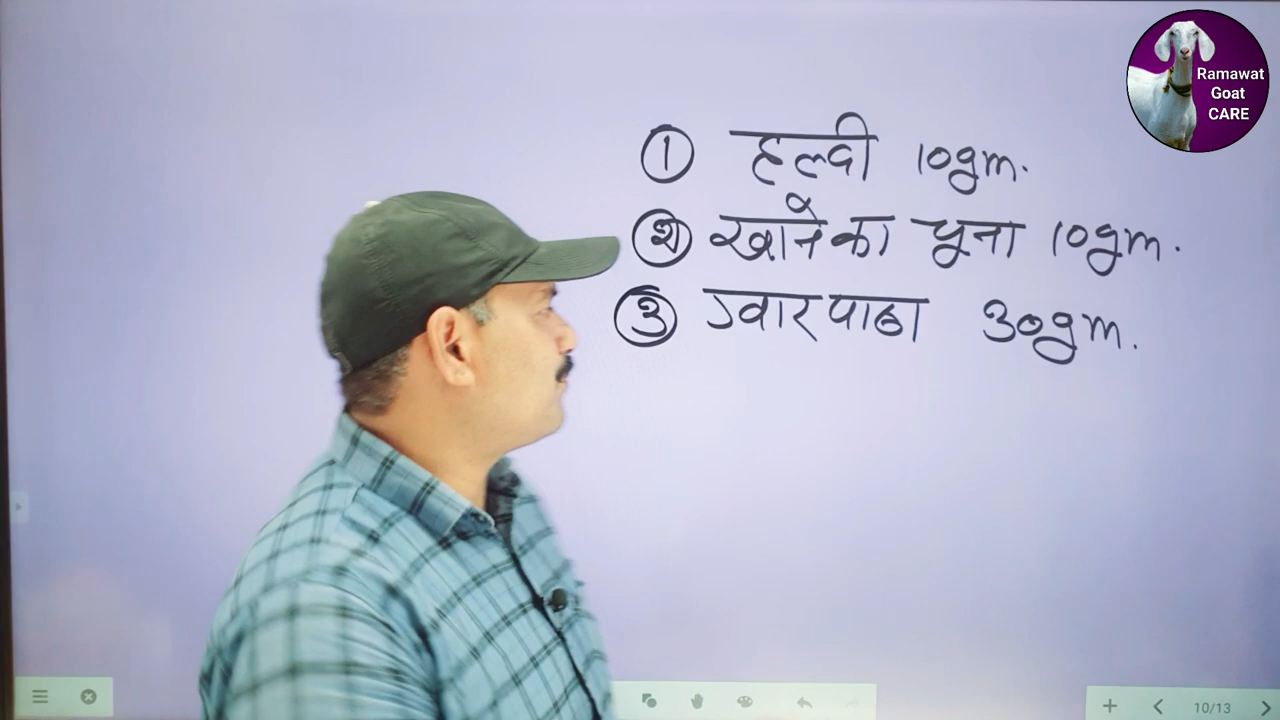 Ramawat
Goat
CARE
① हल्दी 10gm.
② खाने का चूना 10gm.
③ ग्वारपाठा 30gm.
10/13